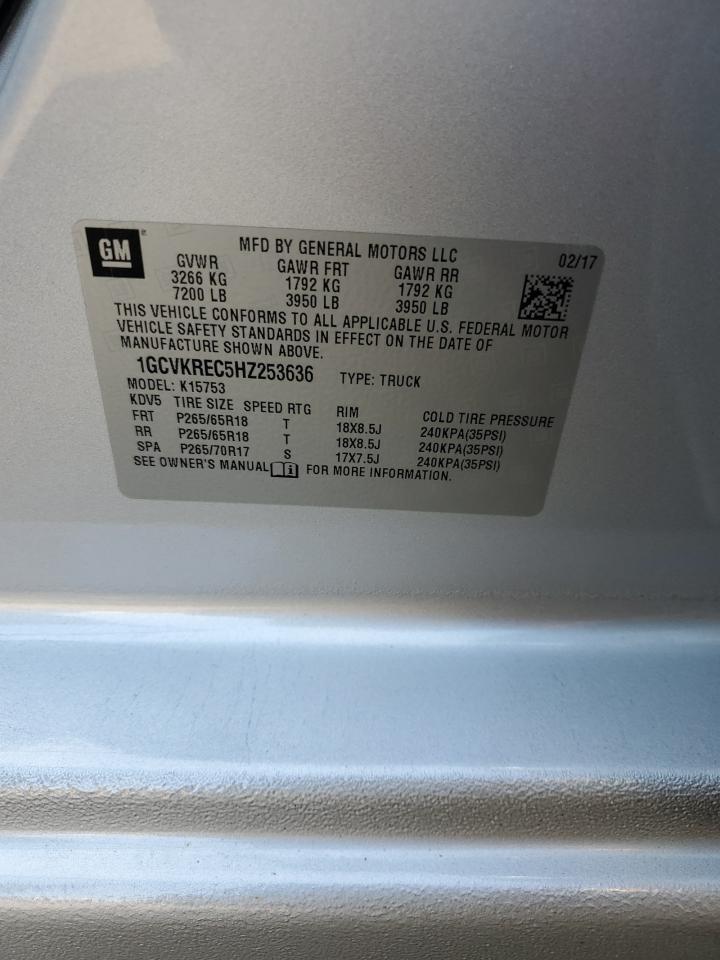 GM
MFD BY GENERAL MOTORS LLC 02/17
GVWR GAWR FRT GAWR RR
3266 KG 1792 KG 1792 KG
7200 LB 3950 LB 3950 LB
THIS VEHICLE CONFORMS TO ALL APPLICABLE U.S. FEDERAL MOTOR
VEHICLE SAFETY STANDARDS IN EFFECT ON THE DATE OF
MANUFACTURE SHOWN ABOVE.
1GCVKREC5HZ253636 TYPE: TRUCK
MODEL: K15753
KDV5 TIRE SIZE SPEED RTG RIM COLD TIRE PRESSURE
FRT P265/65R18 T 18X8.5J 240KPA(35PSI)
RR P265/65R18 T 18X8.5J 240KPA(35PSI)
SPA P265/70R17 S 17X7.5J 240KPA(35PSI)
SEE OWNER'S MANUAL FOR MORE INFORMATION.